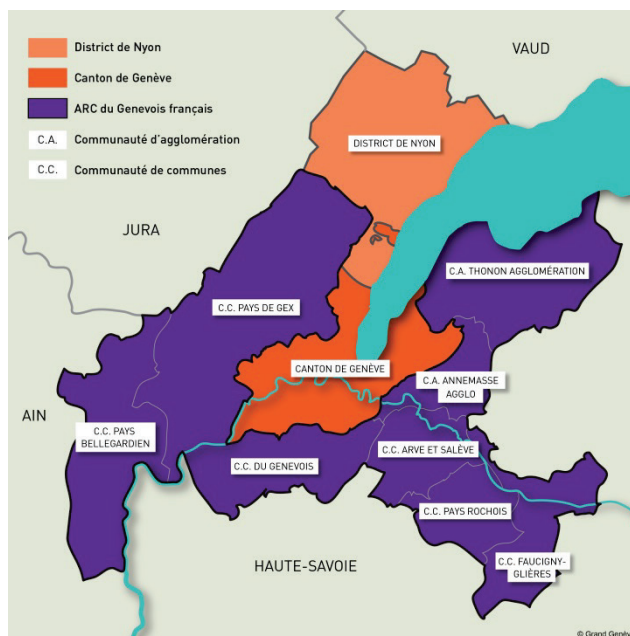 District de Nyon
Canton de Genève
ARC du Genevois français
C.A. Communauté d'agglomération
C.C. Communauté de communes
VAUD
DISTRICT DE NYON
JURA
C.A. THONON AGGLOMÉRATION
C.C. PAYS DE GEX
CANTON DE GENÈVE
C.A. ANNEMASSE
AGGLO
AIN
C.C. PAYS
BELLEGARDIEN
C.C. ARVE ET SALÈVE
C.C. DU GENEVOIS
C.C. PAYS ROCHOIS
HAUTE-SAVOIE
C.C. FAUCIGNY-
GLIÈRES
© Grand Genève